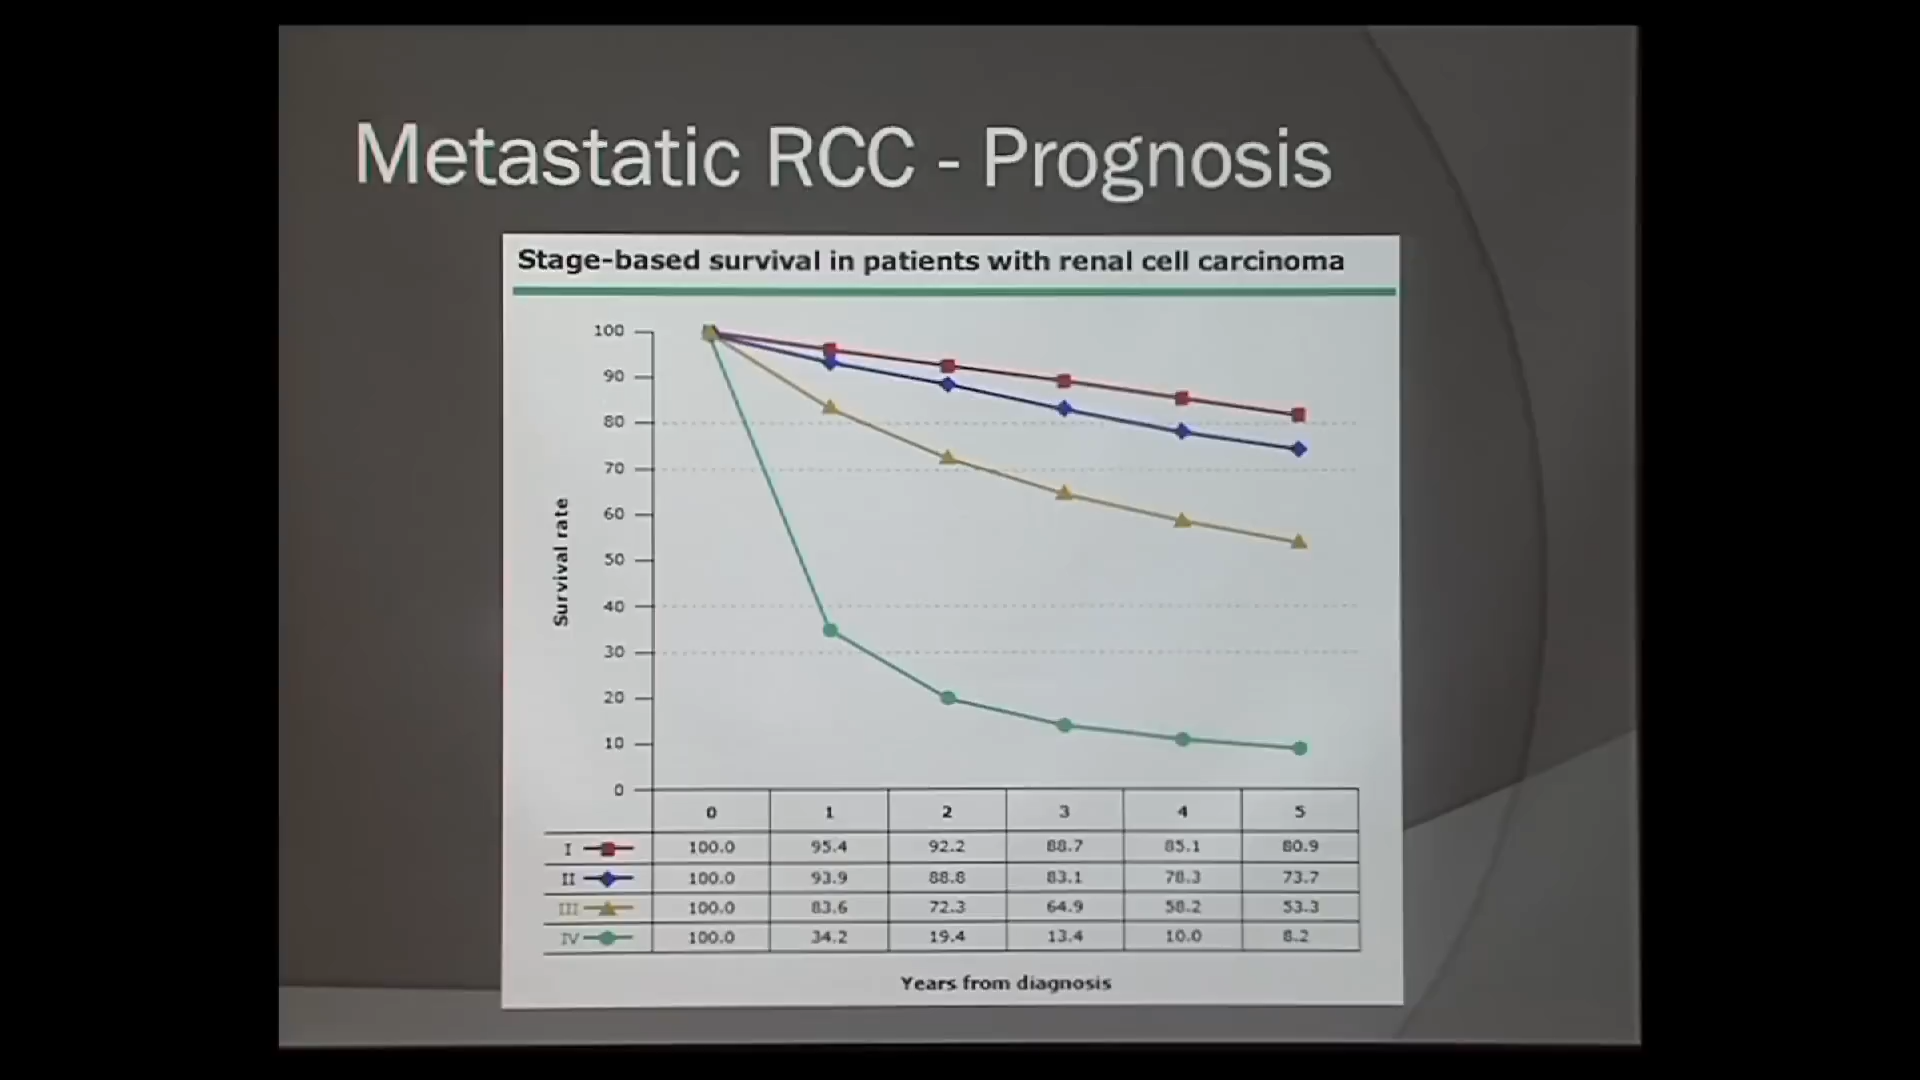 Metastatic RCC - Prognosis
Stage-based survival in patients with renal cell carcinoma
100
90
80
70
60
50
40
30
20
10
0
Survival rate
0 1 2 3 4 5
I 100.0 95.4 92.2 88.7 85.1 80.9
II 100.0 93.9 88.8 83.1 78.3 73.7
III 100.0 83.6 72.3 64.9 58.2 53.3
IV 100.0 34.2 19.4 13.4 10.0 8.2
Years from diagnosis